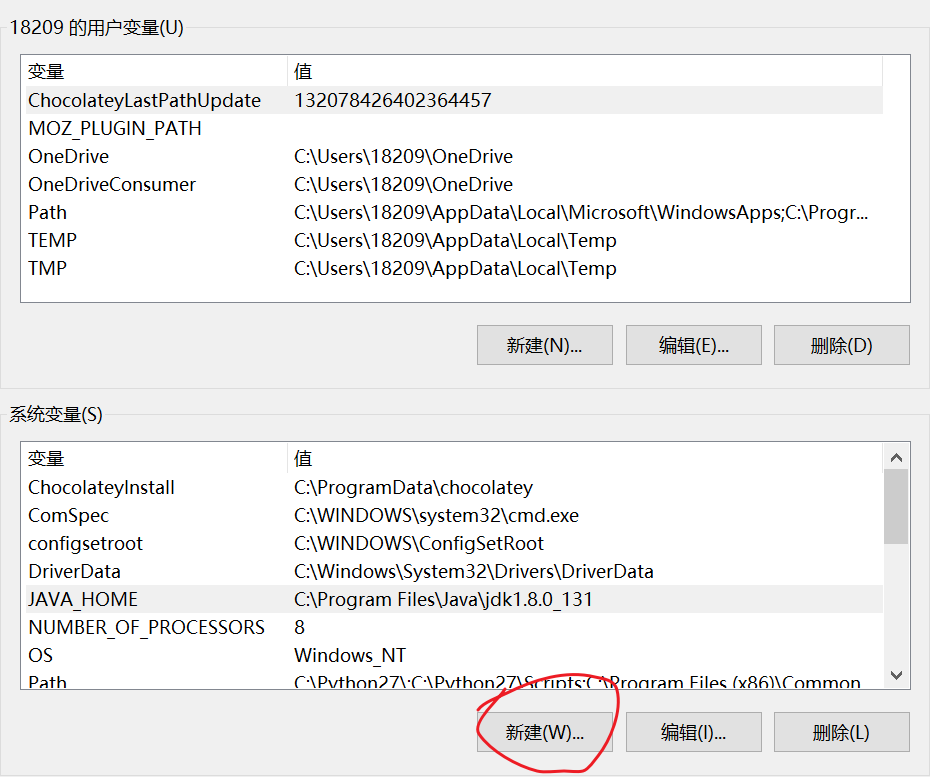 18209 的用户变量(U)
变量 值
ChocolateyLastPathUpdate 132078426402364457
MOZ_PLUGIN_PATH
OneDrive C:\Users\18209\OneDrive
OneDriveConsumer C:\Users\18209\OneDrive
Path C:\Users\18209\AppData\Local\Microsoft\WindowsApps;C:\Progr...
TEMP C:\Users\18209\AppData\Local\Temp
TMP C:\Users\18209\AppData\Local\Temp
新建(N)... 编辑(E)... 删除(D)
系统变量(S)
变量 值
ChocolateyInstall C:\ProgramData\chocolatey
ComSpec C:\WINDOWS\system32\cmd.exe
configsetroot C:\WINDOWS\ConfigSetRoot
DriverData C:\Windows\System32\Drivers\DriverData
JAVA_HOME C:\Program Files\Java\jdk1.8.0_131
NUMBER_OF_PROCESSORS 8
OS Windows_NT
Path C:\Python27\;C:\Python27\Scripts;C:\Program Files (x86)\Common
新建(W)... 编辑(I)... 删除(L)